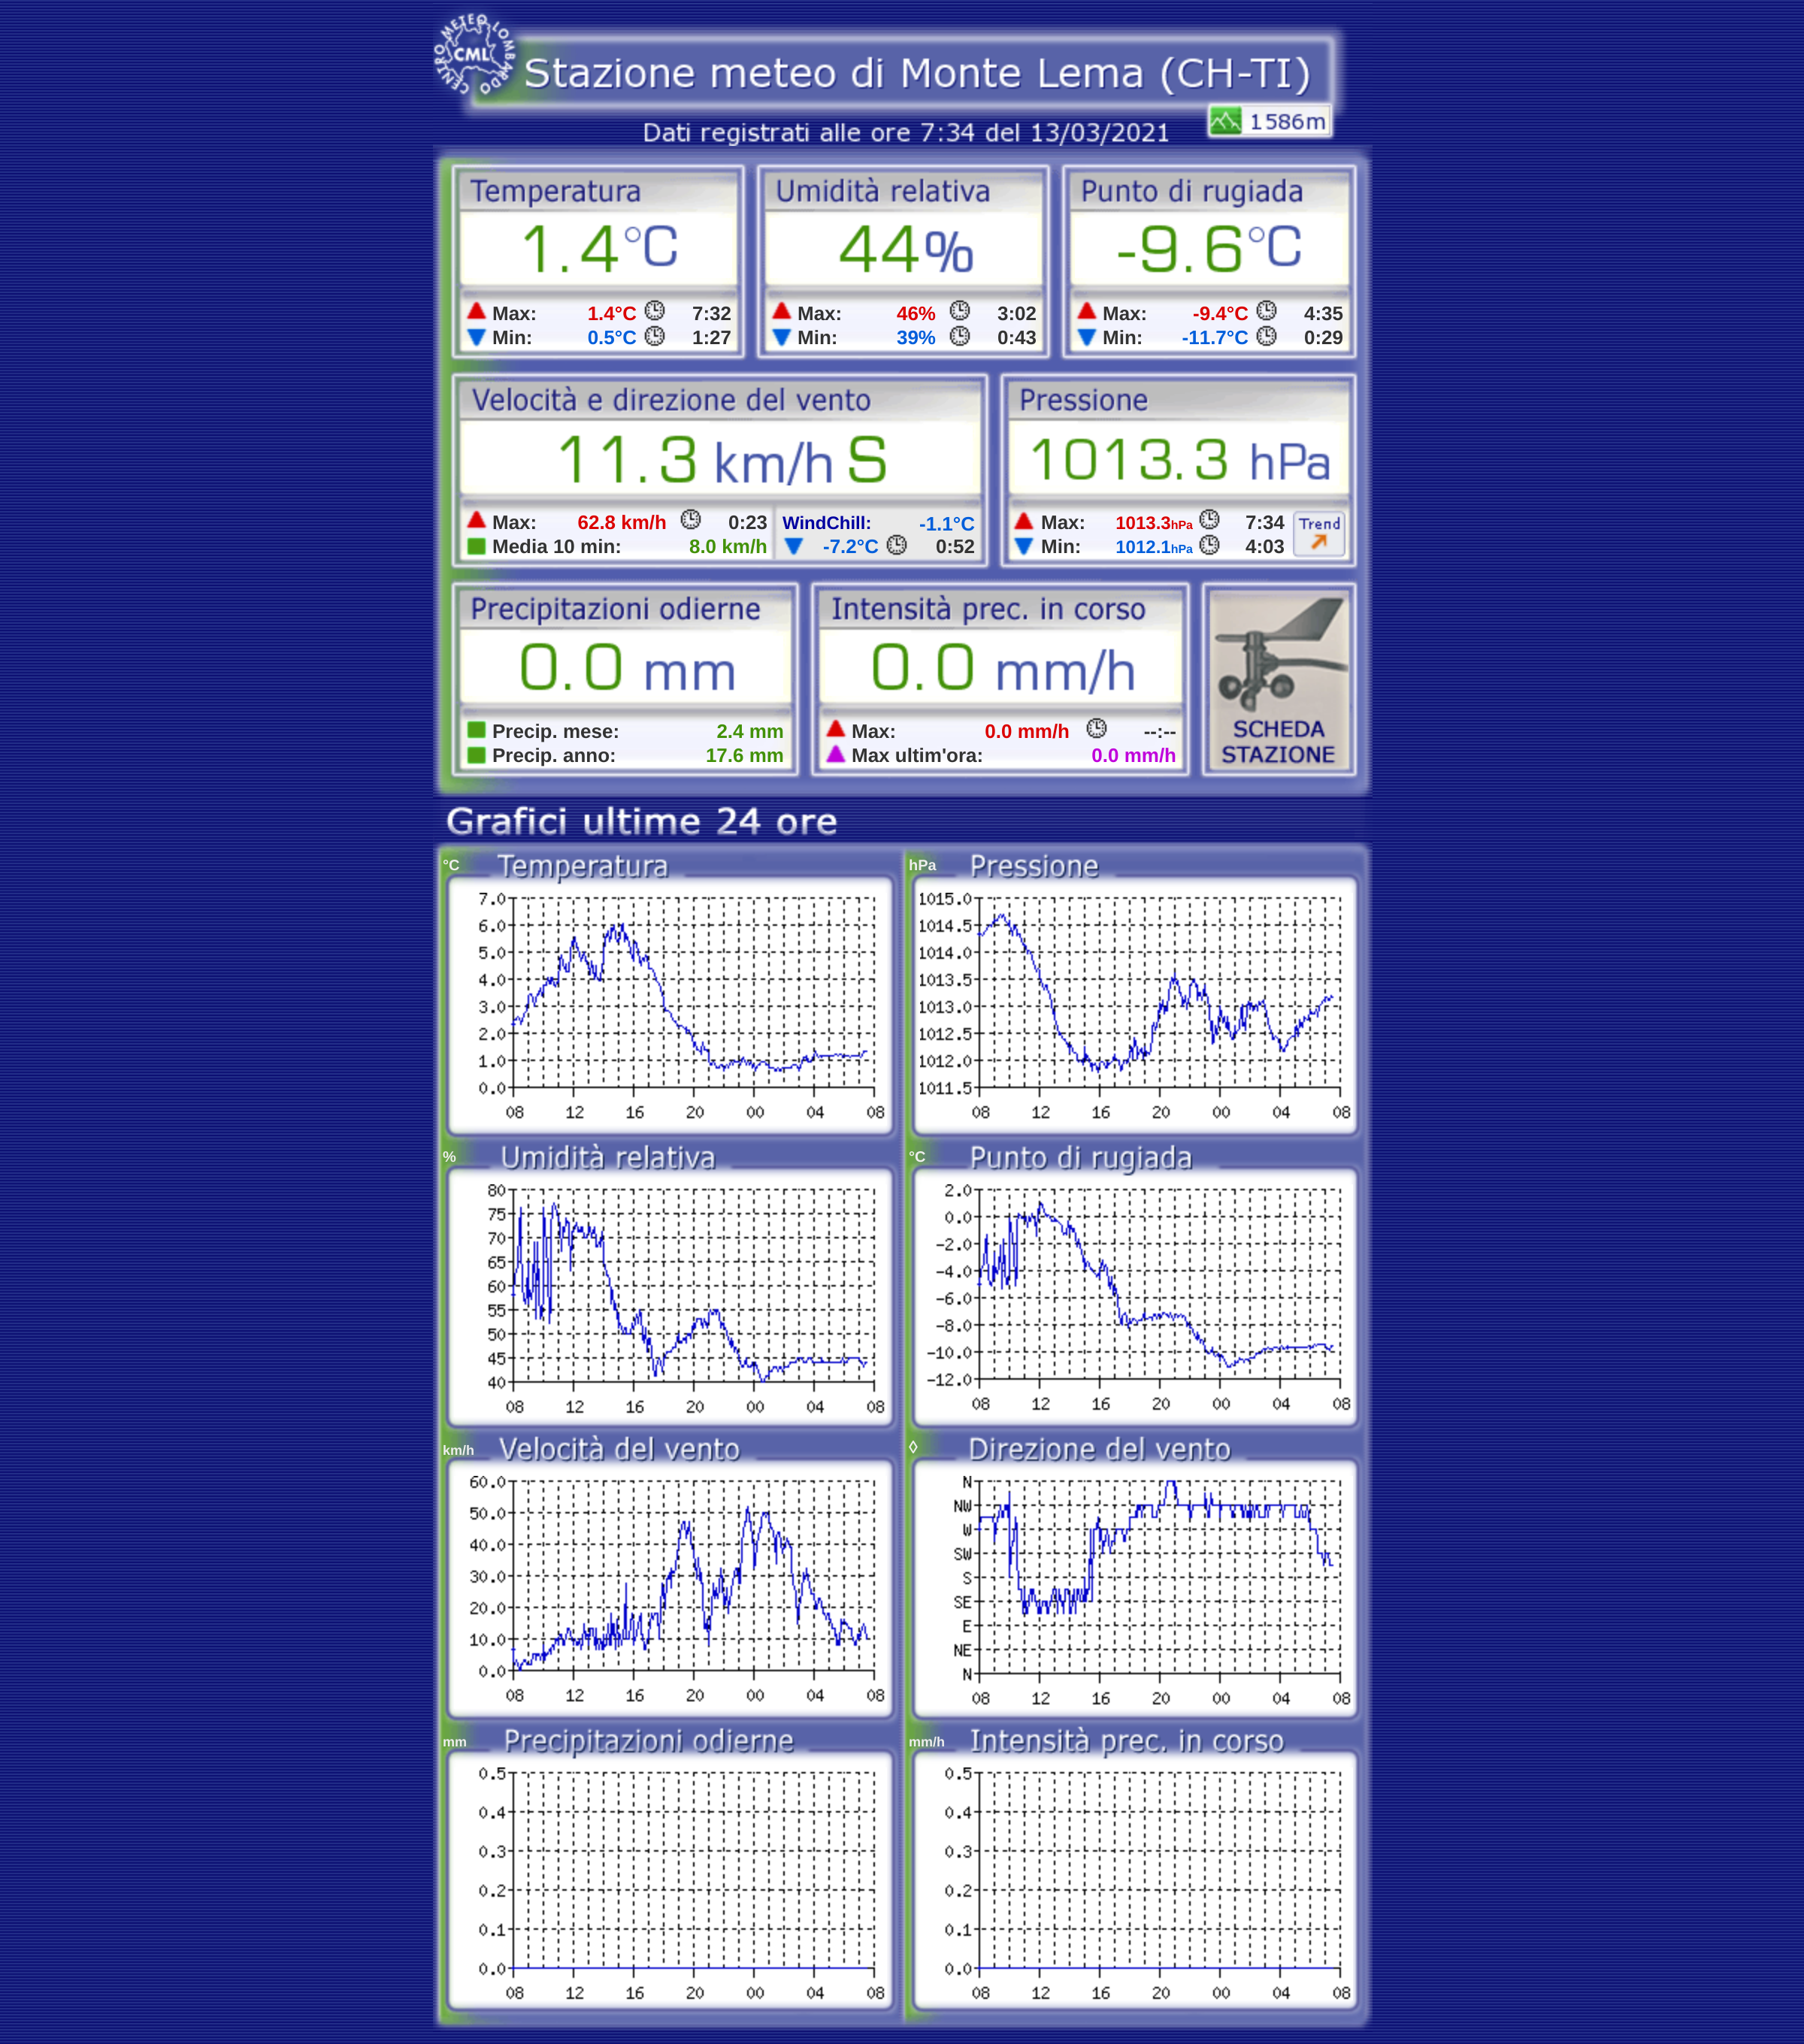 CENTRO METEO LOMBARDO
CML
Stazione meteo di Monte Lema (CH-TI)
1586m
Dati registrati alle ore 7:34 del 13/03/2021
Temperatura Umidità relativa Punto di rugiada
1.4°C 44% -9.6°C
Max: 1.4°C 7:32 Max: 46% 3:02 Max: -9.4°C 4:35
Min: 0.5°C 1:27 Min: 39% 0:43 Min: -11.7°C 0:29
Velocità e direzione del vento Pressione
11.3 km/h S 1013.3 hPa
Max: 62.8 km/h 0:23 WindChill: -1.1°C Max: 1013.3hPa 7:34 Trend
Media 10 min: 8.0 km/h -7.2°C 0:52 Min: 1012.1hPa 4:03
Precipitazioni odierne Intensità prec. in corso
0.0 mm 0.0 mm/h
Precip. mese: 2.4 mm Max: 0.0 mm/h --:-- SCHEDA
Precip. anno: 17.6 mm Max ultim'ora: 0.0 mm/h STAZIONE
Grafici ultime 24 ore
°C Temperatura
7.0
6.0
5.0
4.0
3.0
2.0
1.0
0.0
08 12 16 20 00 04 08
hPa Pressione
1015.0
1014.5
1014.0
1013.5
1013.0
1012.5
1012.0
1011.5
08 12 16 20 00 04 08
% Umidità relativa
80
75
70
65
60
55
50
45
40
08 12 16 20 00 04 08
°C Punto di rugiada
2.0
0.0
-2.0
-4.0
-6.0
-8.0
-10.0
-12.0
08 12 16 20 00 04 08
km/h Velocità del vento
60.0
50.0
40.0
30.0
20.0
10.0
0.0
08 12 16 20 00 04 08
◊ Direzione del vento
N
NW
W
SW
S
SE
E
NE
N
08 12 16 20 00 04 08
mm Precipitazioni odierne
0.5
0.4
0.3
0.2
0.1
0.0
08 12 16 20 00 04 08
mm/h Intensità prec. in corso
0.5
0.4
0.3
0.2
0.1
0.0
08 12 16 20 00 04 08